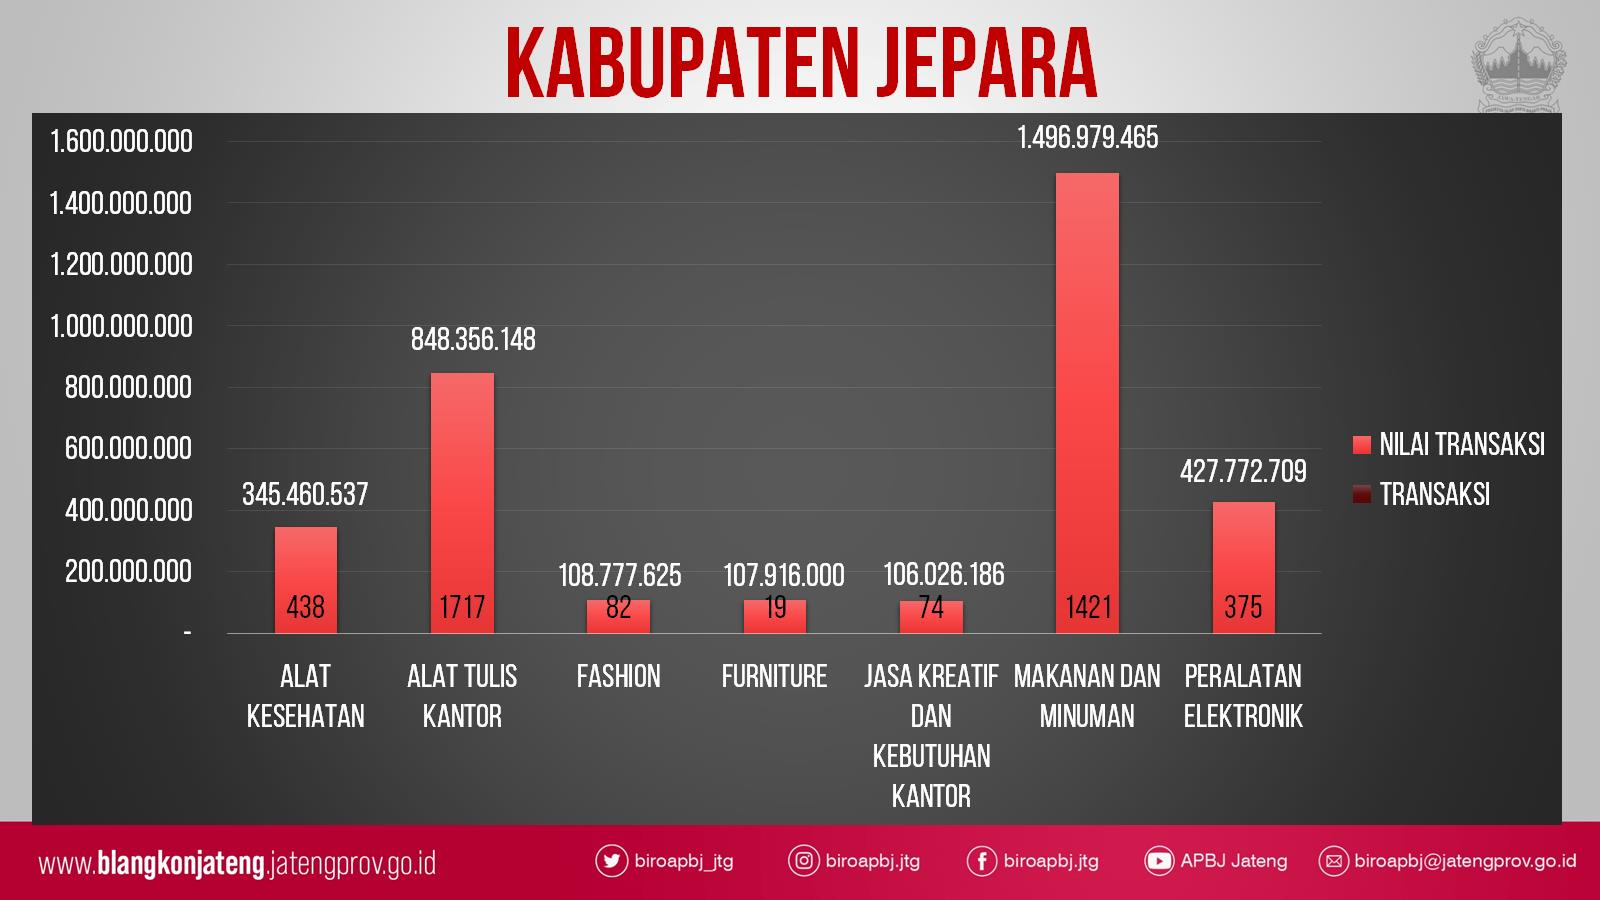 KABUPATEN JEPARA
1.600.000.000
1.400.000.000
1.200.000.000
1.000.000.000
800.000.000
600.000.000
400.000.000
200.000.000
-
345.460.537
848.356.148
108.777.625
107.916.000
106.026.186
1.496.979.465
427.772.709
438
1717
82
19
74
1421
375
ALAT
KESEHATAN
ALAT TULIS
KANTOR
FASHION
FURNITURE
JASA KREATIF
DAN
KEBUTUHAN
KANTOR
MAKANAN DAN
MINUMAN
PERALATAN
ELEKTRONIK
NILAI TRANSAKSI
TRANSAKSI
www.blangkonjateng.jatengprov.go.id
biroapbj_jtg
biroapbj.jtg
biroapbj.jtg
APBJ Jateng
biroapbj@jatengprov.go.id